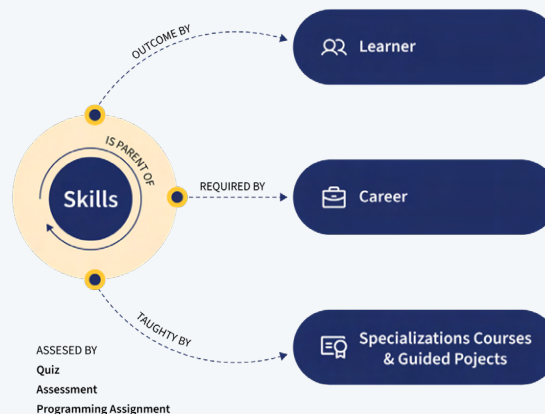 OUTCOME BY
Learner
IS PARENT OF
Skills
REQUIRED BY
Career
TAUGHTY BY
Specializations Courses
& Guided Pojects
ASSESED BY
Quiz
Assessment
Programming Assignment